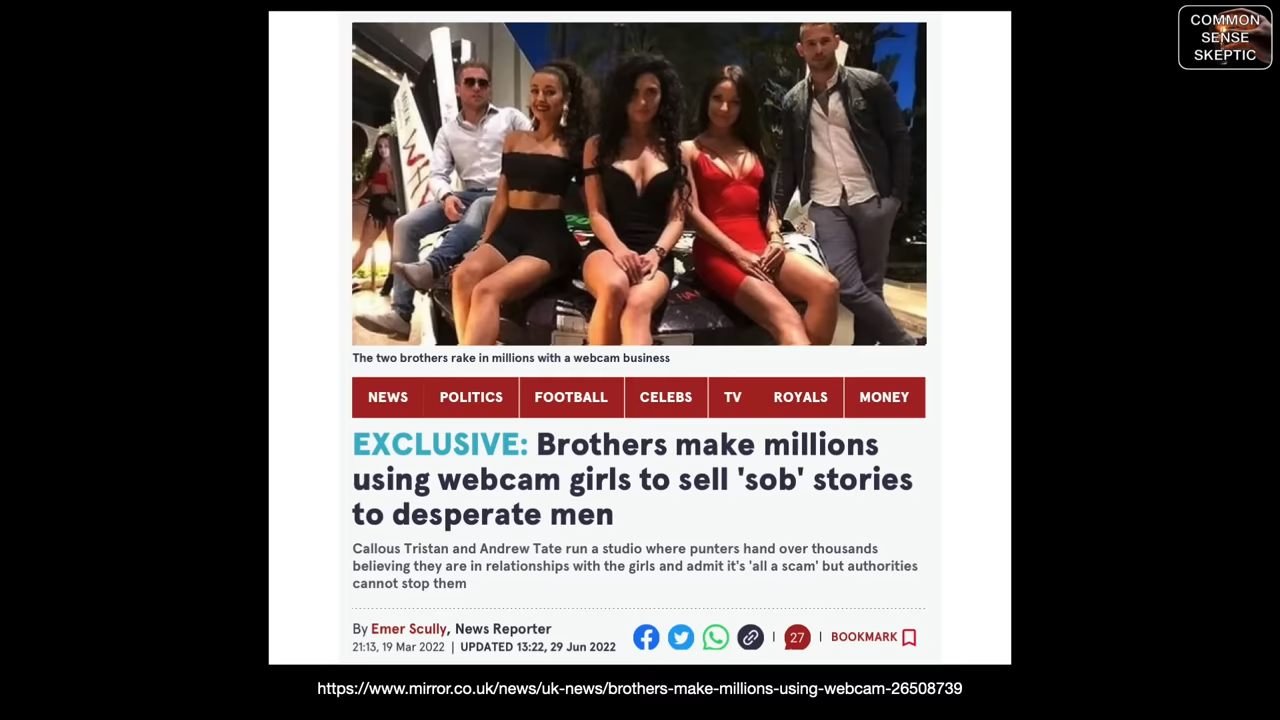 COMMON
SENSE
SKEPTIC
The two brothers rake in millions with a webcam business
NEWS POLITICS FOOTBALL CELEBS TV ROYALS MONEY
EXCLUSIVE: Brothers make millions
using webcam girls to sell 'sob' stories
to desperate men
Callous Tristan and Andrew Tate run a studio where punters hand over thousands
believing they are in relationships with the girls and admit it's 'all a scam' but authorities
cannot stop them
By Emer Scully, News Reporter
21:13, 19 Mar 2022 | UPDATED 13:22, 29 Jun 2022
27 | BOOKMARK
https://www.mirror.co.uk/news/uk-news/brothers-make-millions-using-webcam-26508739